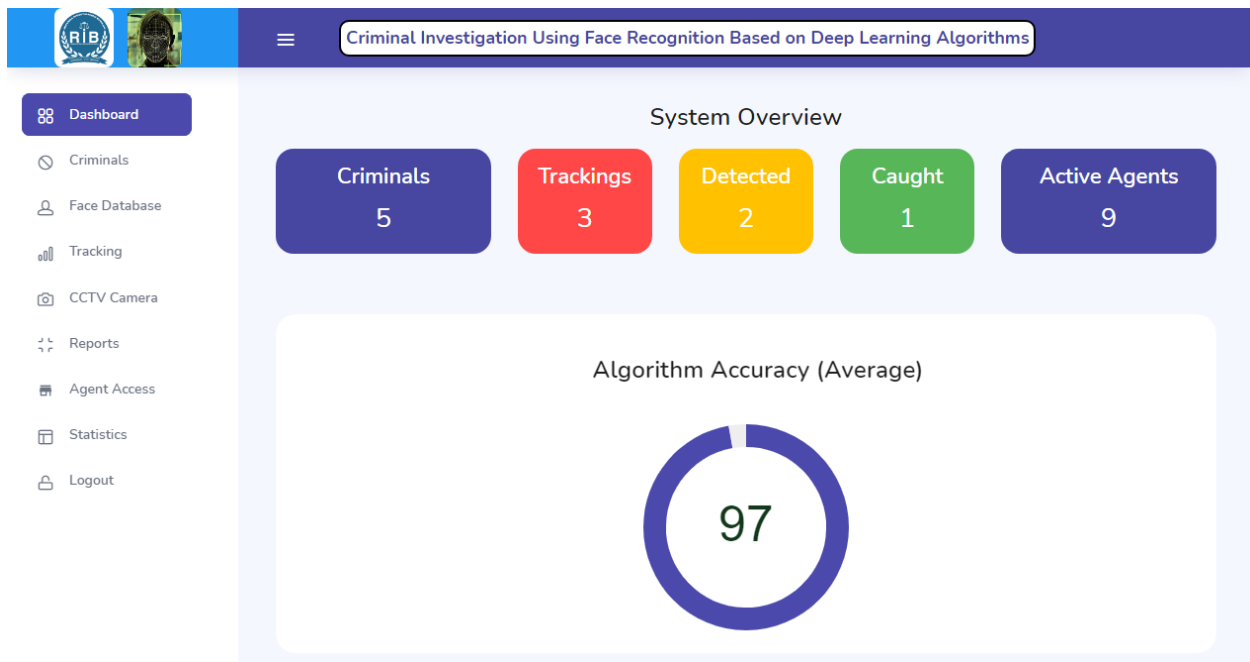 RIB
Criminal Investigation Using Face Recognition Based on Deep Learning Algorithms
Dashboard
Criminals
Face Database
Tracking
CCTV Camera
Reports
Agent Access
Statistics
Logout
System Overview
Criminals
5
Trackings
3
Detected
2
Caught
1
Active Agents
9
Algorithm Accuracy (Average)
97